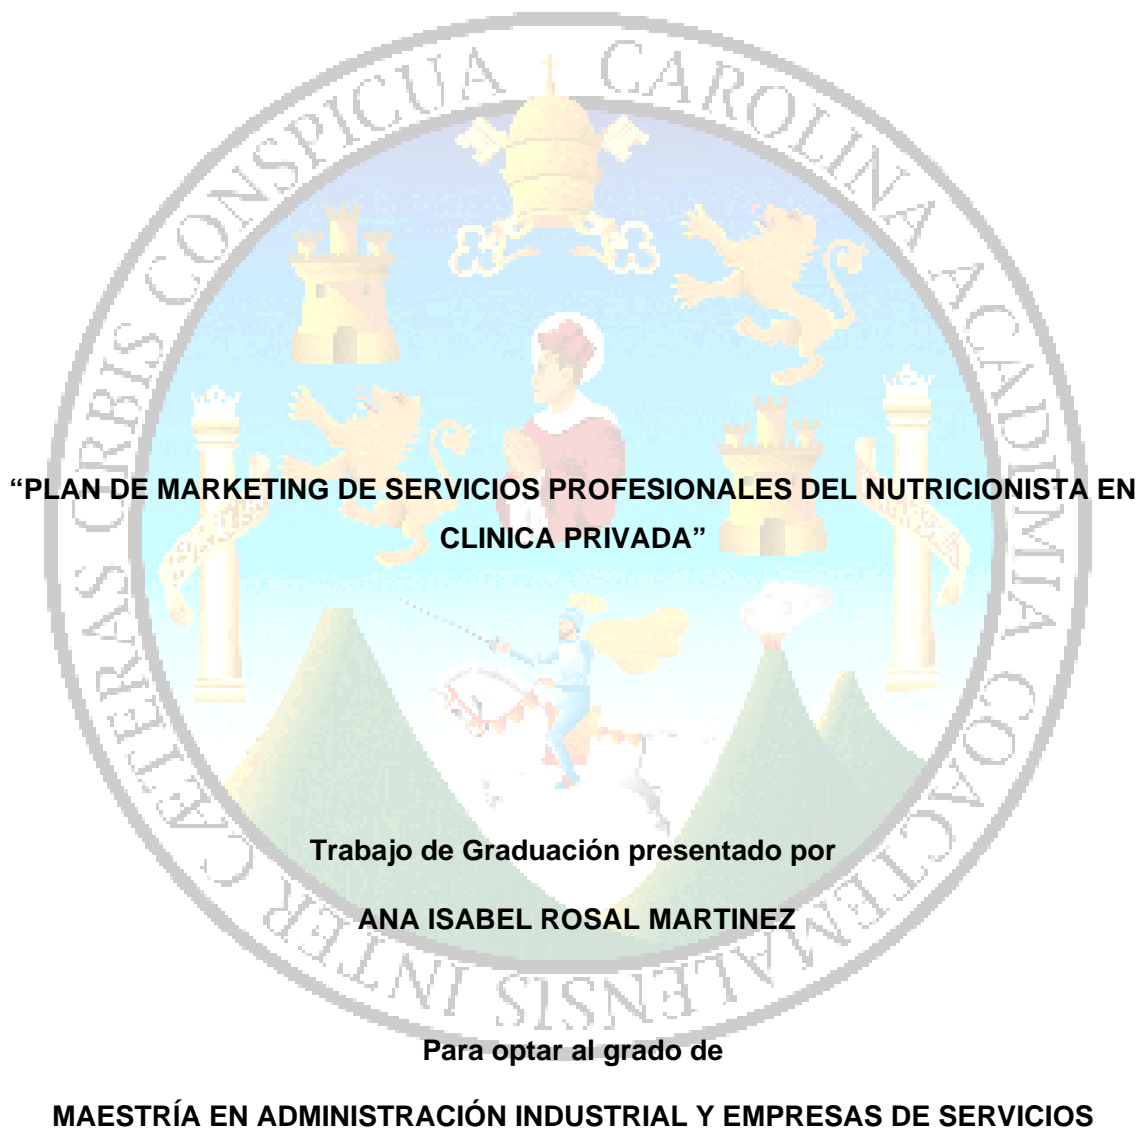 CAROLINA ACADEMIA COACTEMALENSIS INTER CÆTERAS ORBIS CONSPICUA
“PLAN DE MARKETING DE SERVICIOS PROFESIONALES DEL NUTRICIONISTA EN
CLINICA PRIVADA”
Trabajo de Graduación presentado por
ANA ISABEL ROSAL MARTINEZ
Para optar al grado de
MAESTRÍA EN ADMINISTRACIÓN INDUSTRIAL Y EMPRESAS DE SERVICIOS